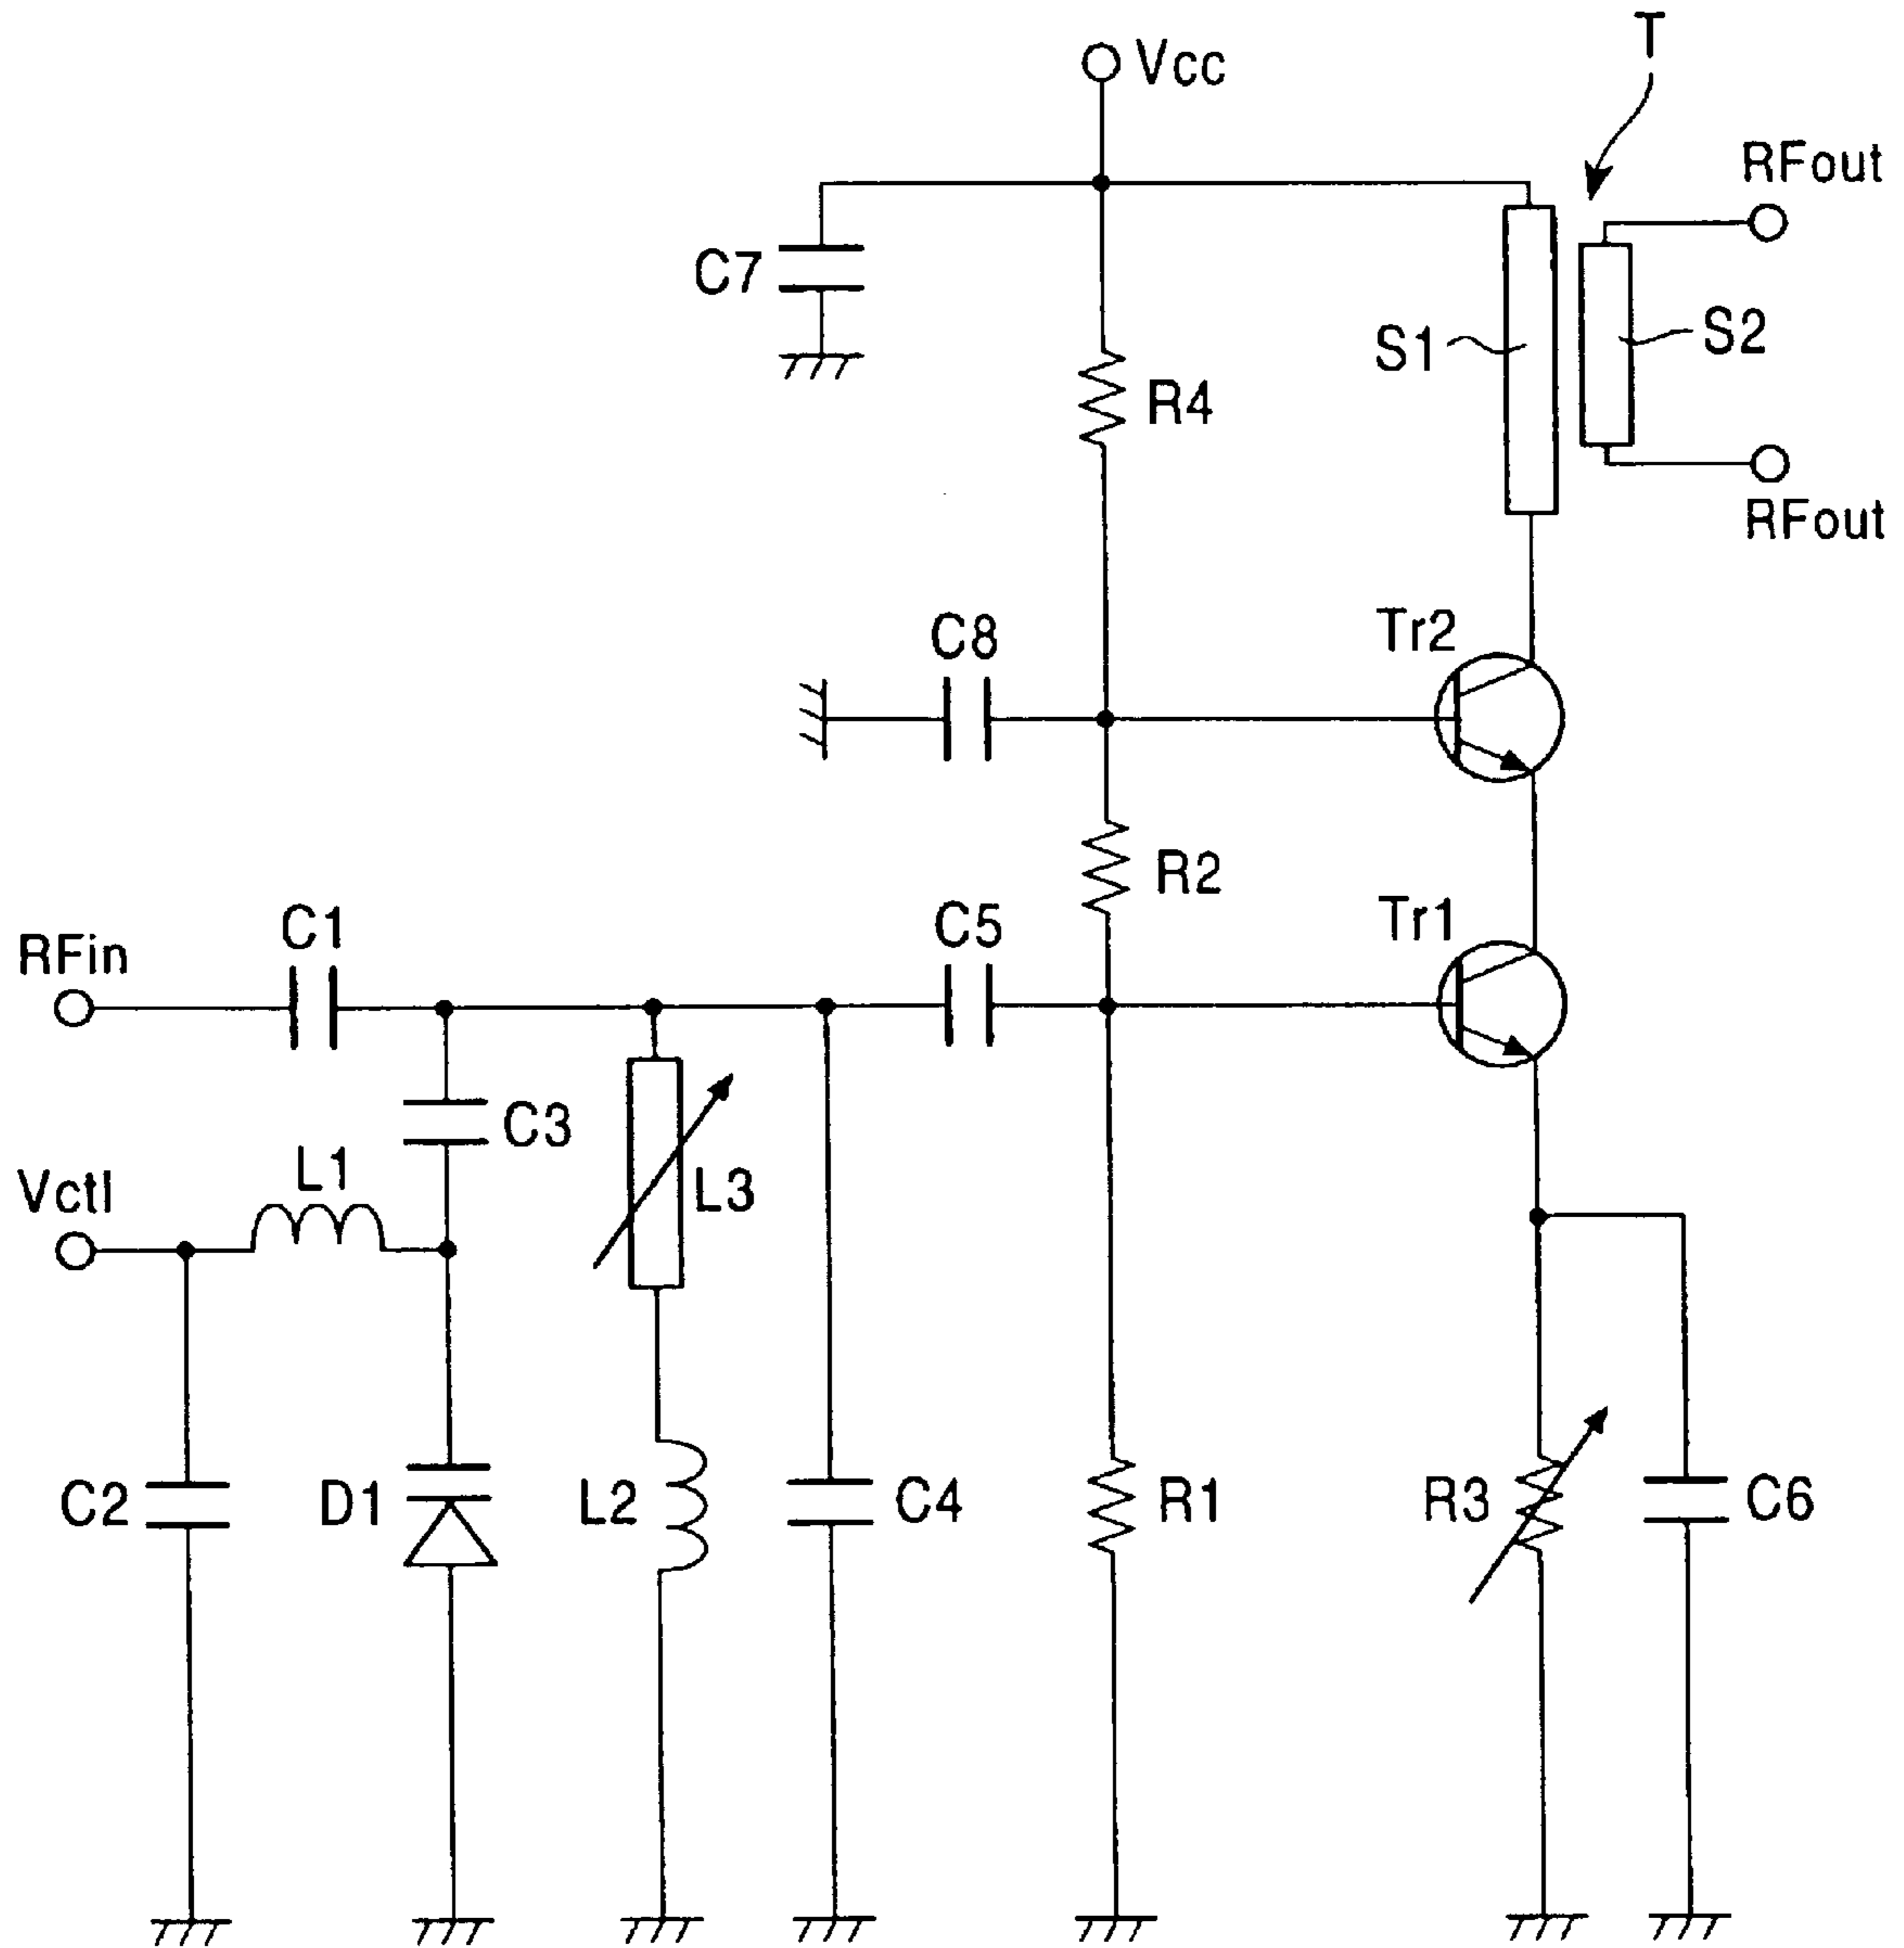 T
Vcc
RFout
C7
S1
S2
R4
RFout
Tr2
C8
R2
Tr1
C5
C1
RFin
C3
L1
L3
Vctl
C2
D1
L2
C4
R1
R3
C6